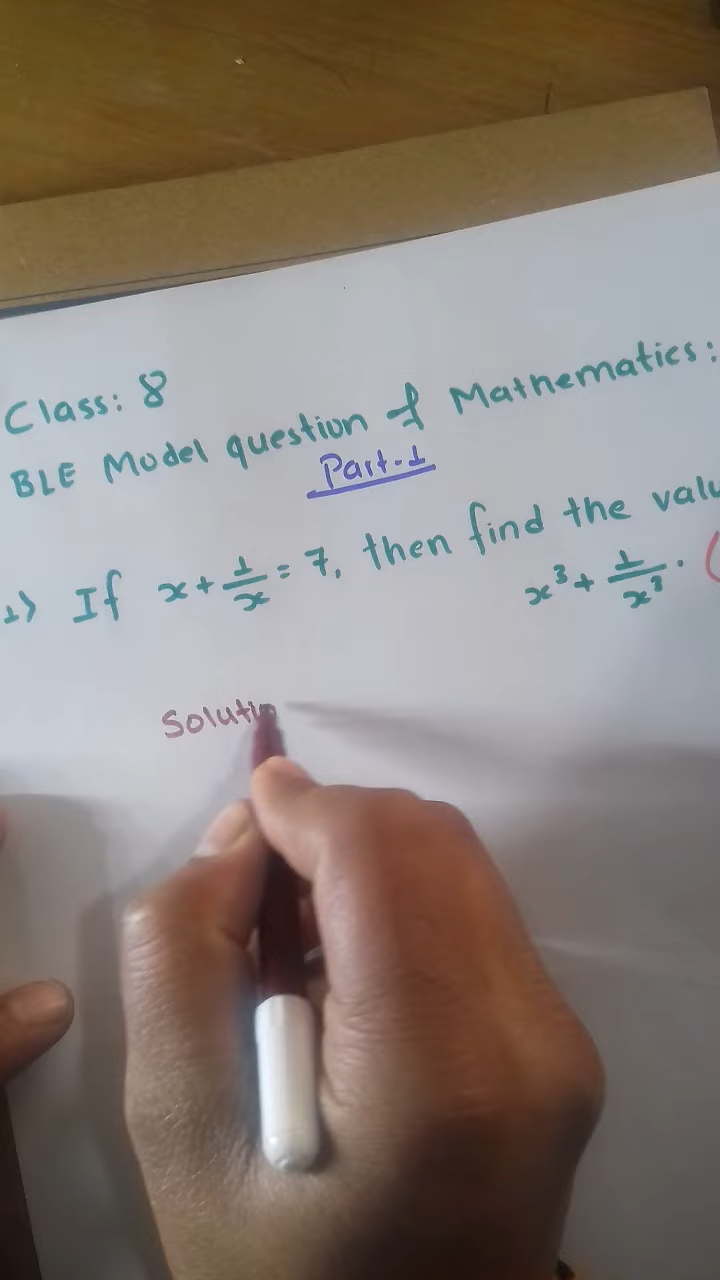 Class: 8
BLE Model question of Mathematics:
Part-1
1) If x + 1/x = 7, then find the valu
x³ + 1/x³. (
Solutio